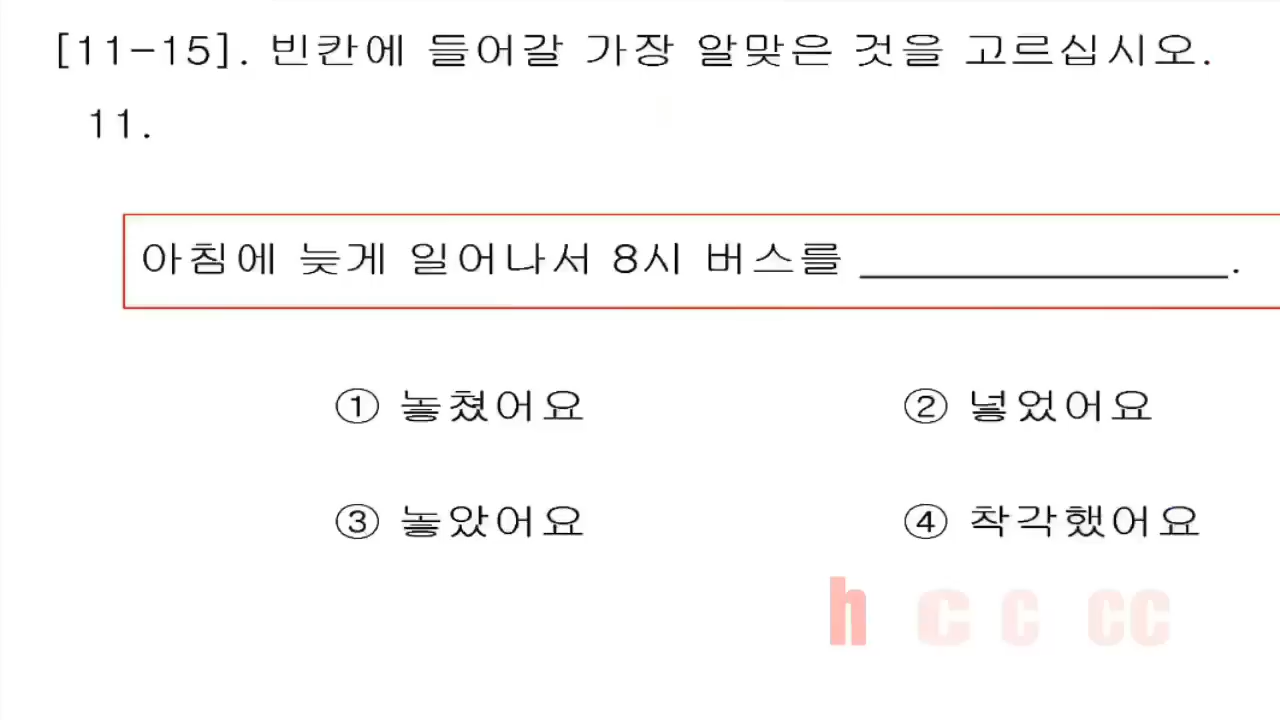 [11-15]. 빈칸에 들어갈 가장 알맞은 것을 고르십시오.
11.
아침에 늦게 일어나서 8시 버스를 ______________.
① 놓쳤어요 ② 넣었어요
③ 놓았어요 ④ 착각했어요
h c c cc